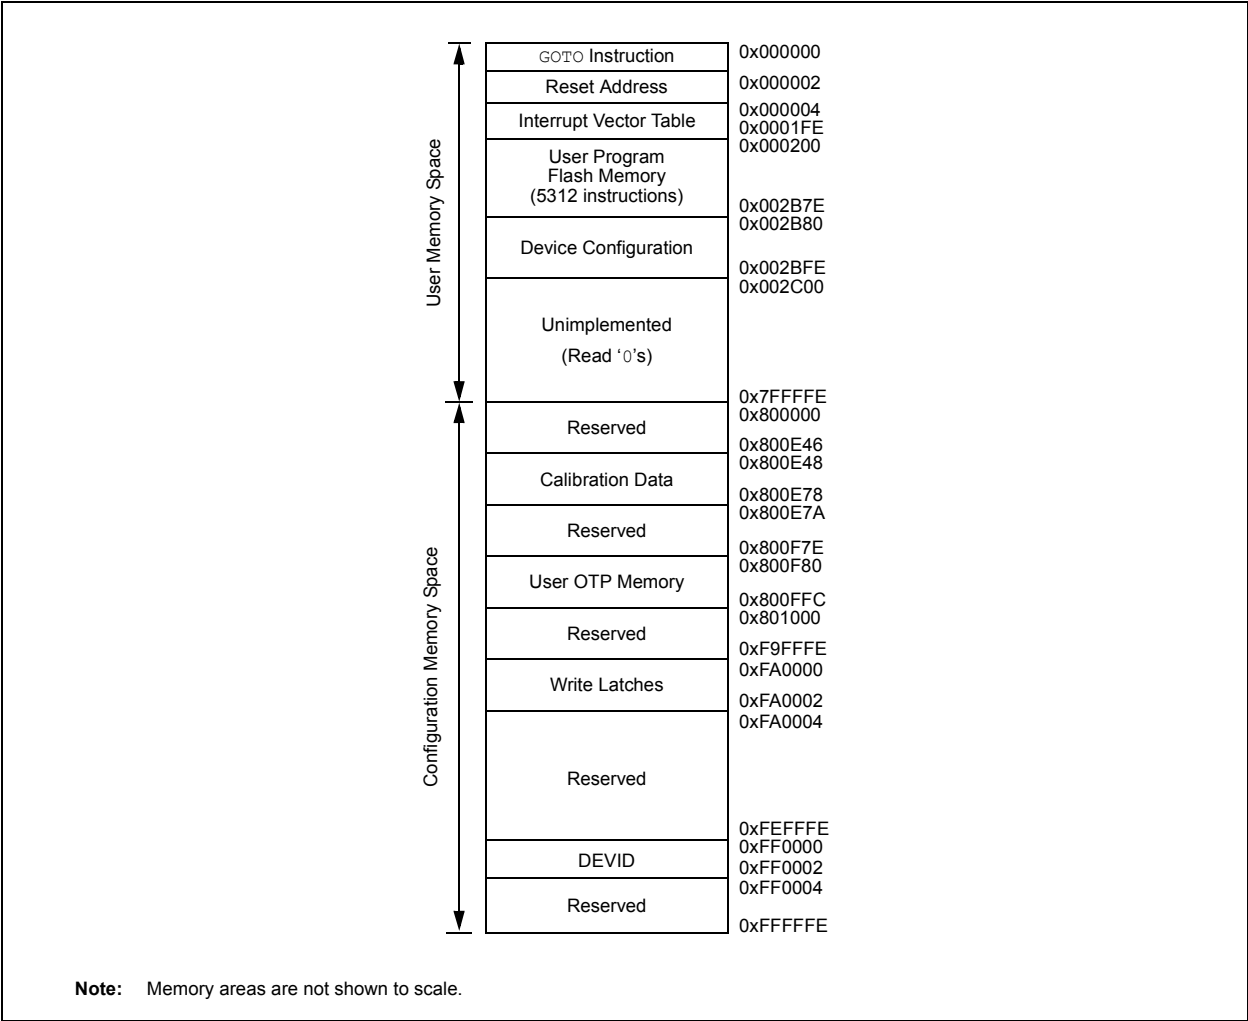 GOTO Instruction
0x000000
Reset Address
0x000002
Interrupt Vector Table
0x000004
0x0001FE
User Program
Flash Memory
(5312 instructions)
0x000200
0x002B7E
Device Configuration
0x002B80
0x002BFE
Unimplemented
(Read ‘0’s)
0x002C00
0x7FFFFE
User Memory Space
Reserved
0x800000
0x800E46
Calibration Data
0x800E48
0x800E78
Reserved
0x800E7A
0x800F7E
User OTP Memory
0x800F80
0x800FFC
Reserved
0x801000
0xF9FFFE
Write Latches
0xFA0000
0xFA0002
Reserved
0xFA0004
0xFEFFFE
DEVID
0xFF0000
0xFF0002
Reserved
0xFF0004
0xFFFFFE
Configuration Memory Space
Note: Memory areas are not shown to scale.